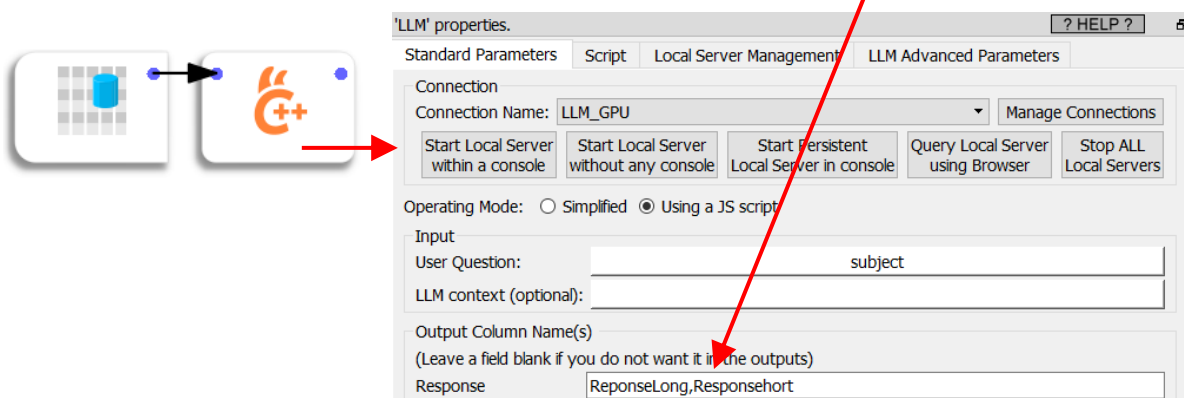 'LLM' properties.
? HELP ?
Standard Parameters Script Local Server Management LLM Advanced Parameters
Connection
Connection Name: LLM_GPU Manage Connections
Start Local Server within a console
Start Local Server without any console
Start Persistent Local Server in console
Query Local Server using Browser
Stop ALL Local Servers
Operating Mode: Simplified Using a JS script
Input
User Question: subject
LLM context (optional):
Output Column Name(s)
(Leave a field blank if you do not want it in the outputs)
Response ReponseLong,Responsehort
C++